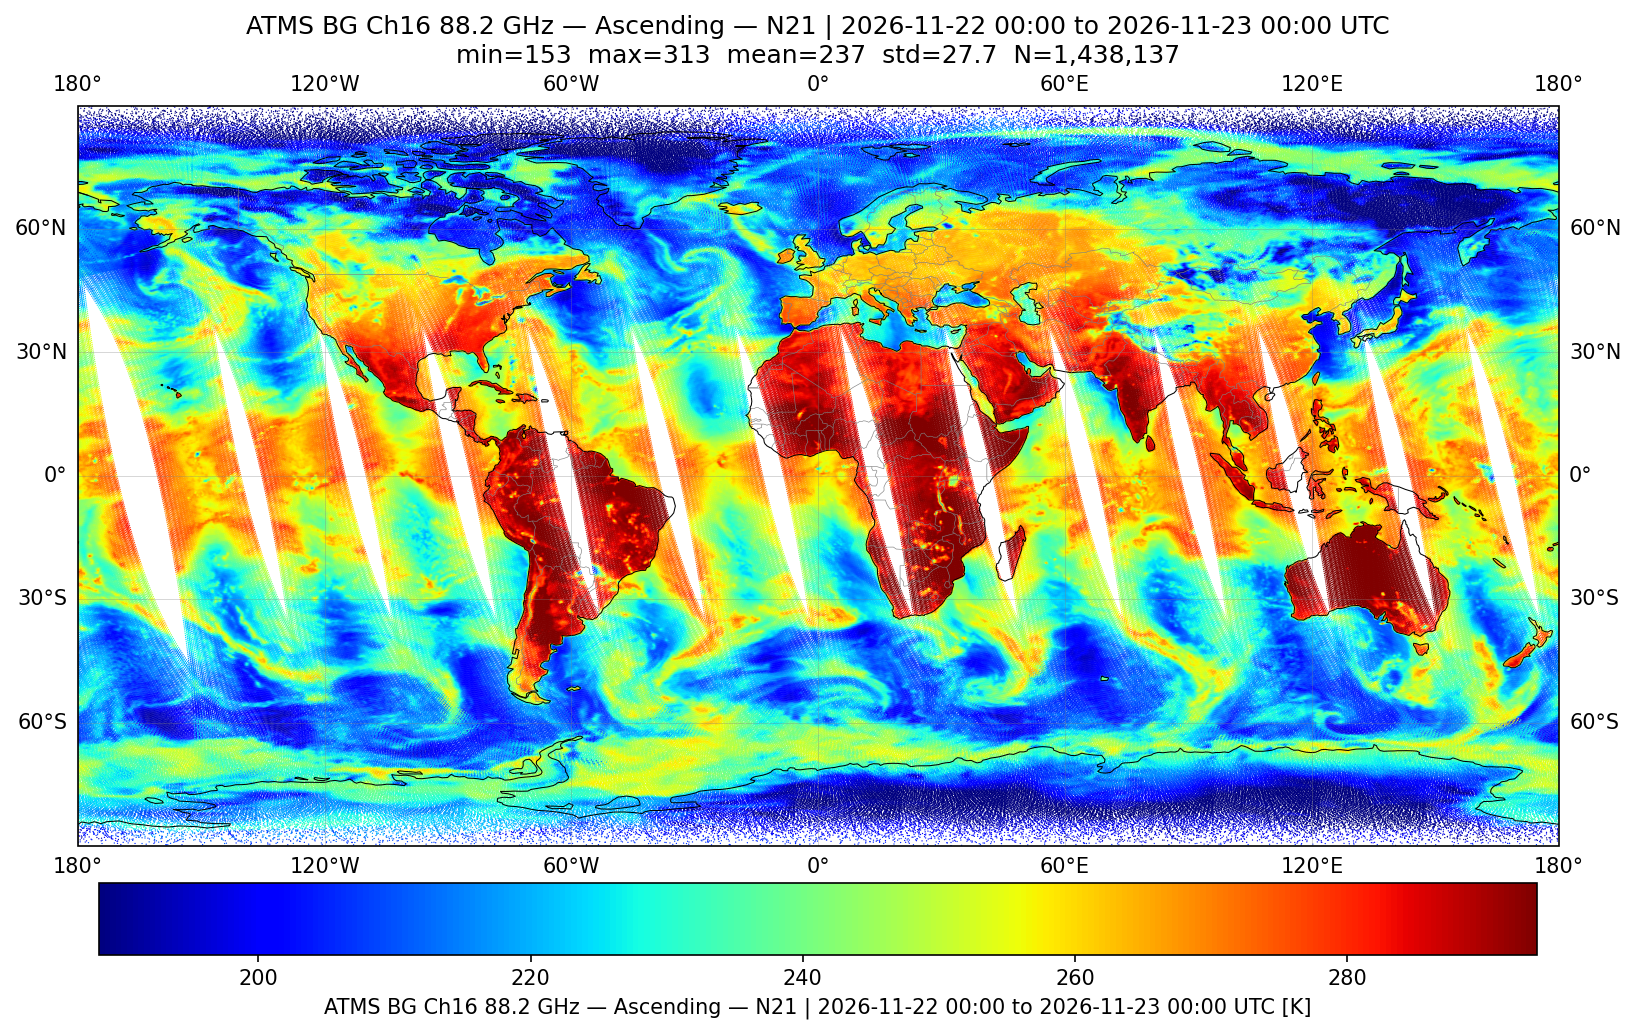 ATMS BG Ch16 88.2 GHz — Ascending — N21 | 2026-11-22 00:00 to 2026-11-23 00:00 UTC
min=153 max=313 mean=237 std=27.7 N=1,438,137
180° 120°W 60°W 0° 60°E 120°E 180°
60°N 60°N
30°N 30°N
0° 0°
30°S 30°S
60°S 60°S
180° 120°W 60°W 0° 60°E 120°E 180°
200 220 240 260 280
ATMS BG Ch16 88.2 GHz — Ascending — N21 | 2026-11-22 00:00 to 2026-11-23 00:00 UTC [K]